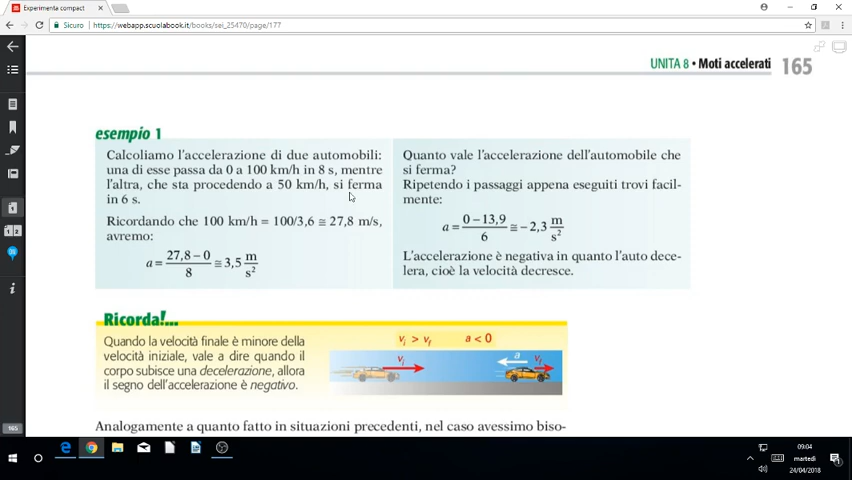 Experimenta compact
Sicuro
https://webapp.scuolabook.it/books/sei_25470/page/177
UNITA 8 • Moti accelerati 165
esempio 1
Calcoliamo l'accelerazione di due automobili:
una di esse passa da 0 a 100 km/h in 8 s, mentre
l'altra, che sta procedendo a 50 km/h, si ferma
in 6 s.
Ricordando che 100 km/h = 100/3,6 ≅ 27,8 m/s,
avremo:
a = (27,8 – 0)/8 ≅ 3,5 m/s²
Quanto vale l'accelerazione dell'automobile che
si ferma?
Ripetendo i passaggi appena eseguiti trovi facil-
mente:
a = (0 – 13,9)/6 ≅ – 2,3 m/s²
L'accelerazione è negativa in quanto l'auto dece-
lera, cioè la velocità decresce.
Ricorda!...
Quando la velocità finale è minore della
velocità iniziale, vale a dire quando il
corpo subisce una decelerazione, allora
il segno dell'accelerazione è negativo.
vi > vf a < 0
vi
a
vf
Analogamente a quanto fatto in situazioni precedenti, nel caso avessimo biso-
165
09:04
martedì
24/04/2018